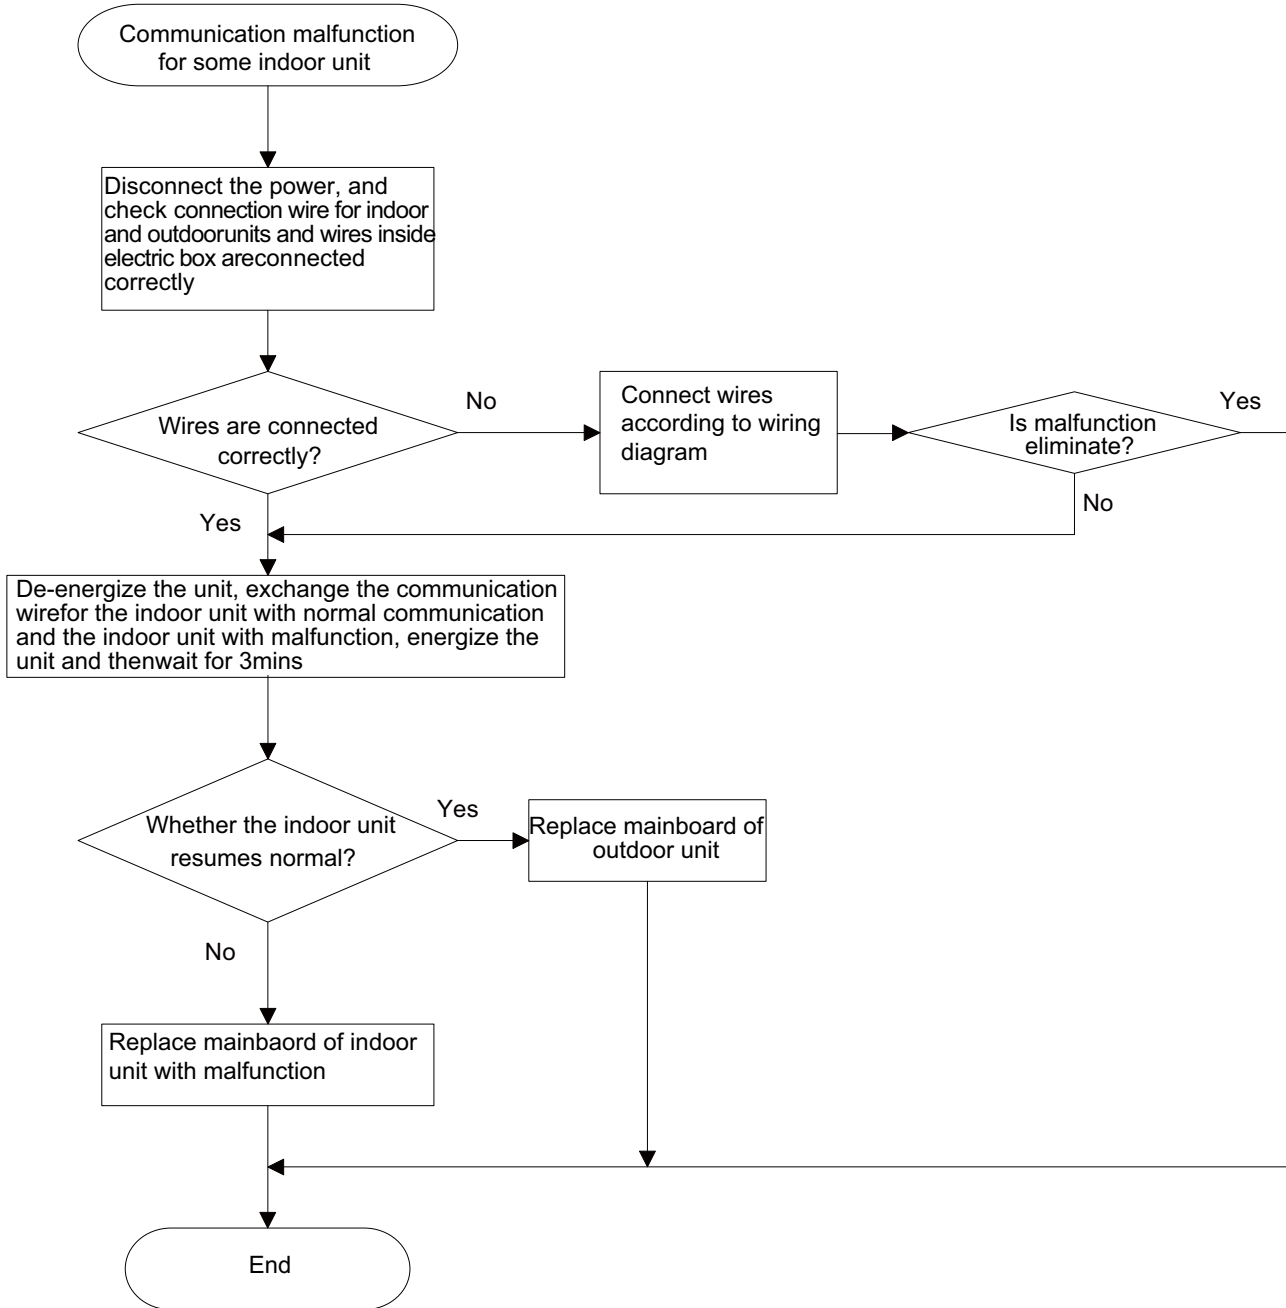 Communication malfunction
for some indoor unit
Disconnect the power, and
check connection wire for indoor
and outdoorunits and wires inside
electric box areconnected
correctly
Wires are connected
correctly?
No
Connect wires
according to wiring
diagram
Is malfunction
eliminate?
Yes
No
Yes
De-energize the unit, exchange the communication
wirefor the indoor unit with normal communication
and the indoor unit with malfunction, energize the
unit and thenwait for 3mins
Whether the indoor unit
resumes normal?
Yes
Replace mainboard of
outdoor unit
No
Replace mainbaord of indoor
unit with malfunction
End